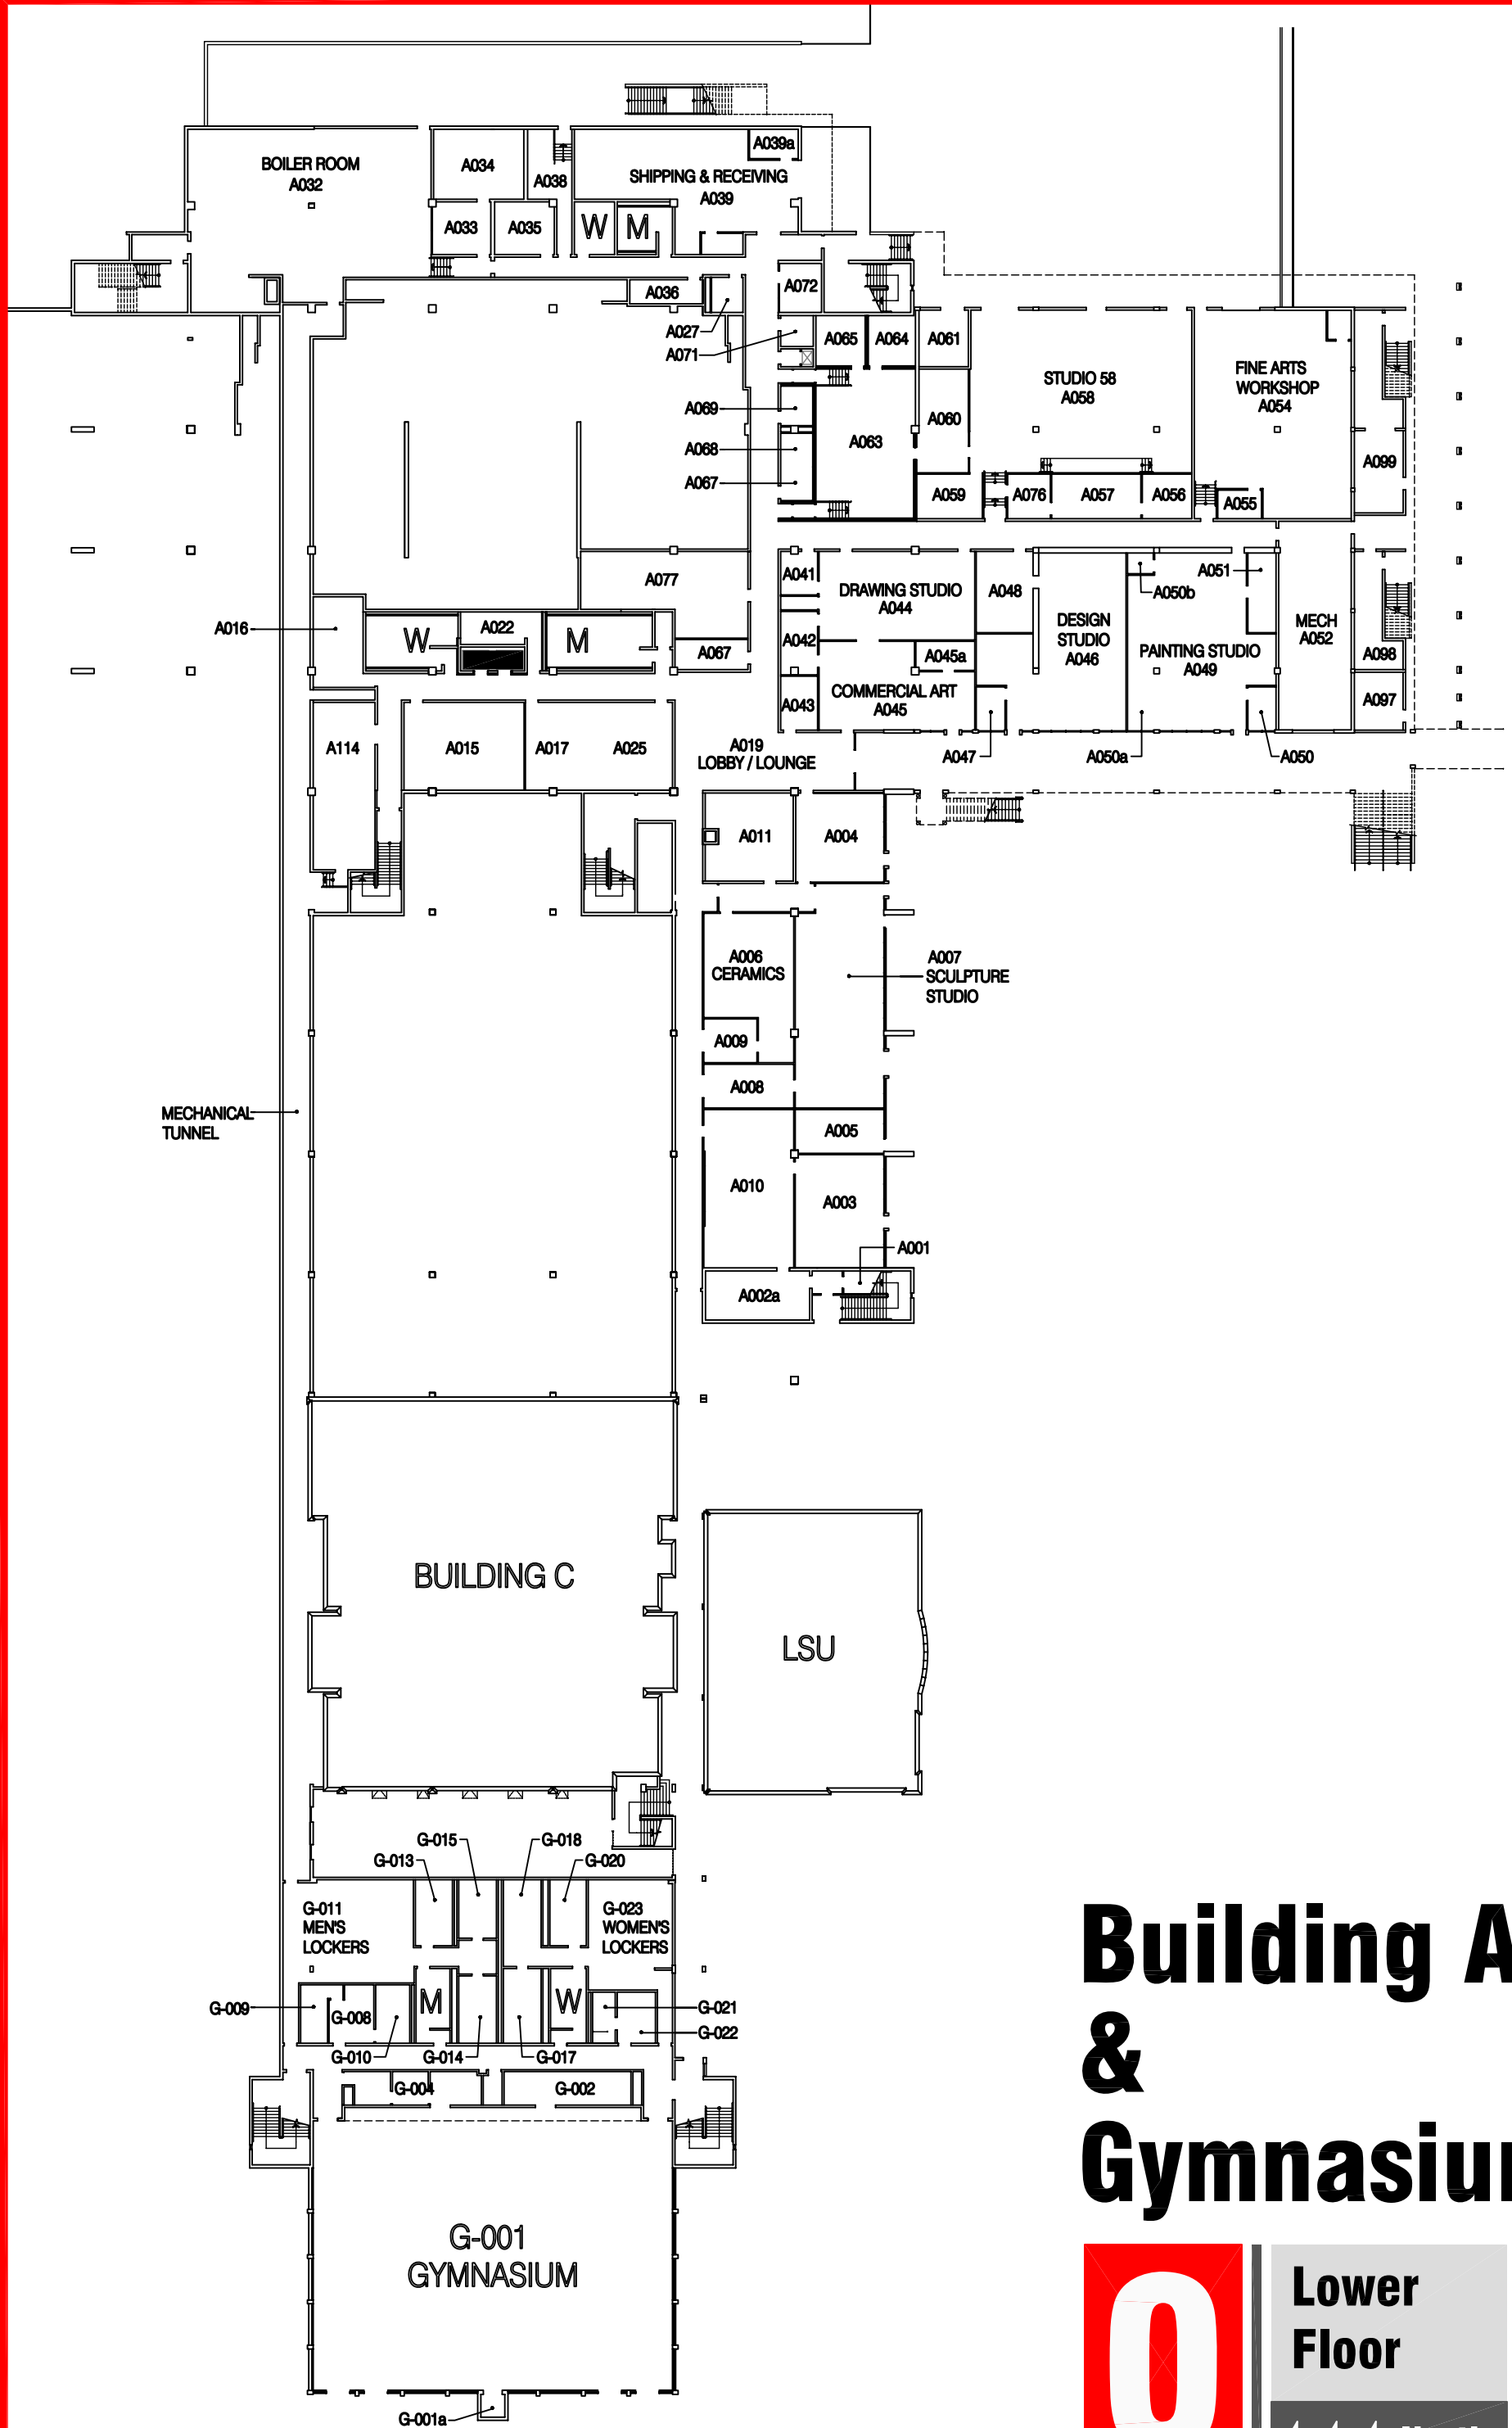 A039a
BOILER ROOM
A032
A034
A038
SHIPPING & RECEIVING
A039
A033
A035
W
M
A036
A072
A027
A071
A065
A064
A061
STUDIO 58
A058
FINE ARTS
WORKSHOP
A054
A069
A068
A067
A063
A060
A059
A076
A057
A056
A055
A099
A077
A041
DRAWING STUDIO
A044
A048
A051
A050b
DESIGN
STUDIO
A046
MECH
A052
A016
W
A022
M
A067
A042
A045a
PAINTING STUDIO
A049
A098
A043
COMMERCIAL ART
A045
A097
A114
A015
A017
A025
A019
LOBBY / LOUNGE
A047
A050a
A050
A011
A004
A006
CERAMICS
A007
SCULPTURE
STUDIO
A009
A008
MECHANICAL
TUNNEL
A005
A010
A003
A001
A002a
BUILDING C
LSU
G-015
G-018
G-013
G-020
G-011
MEN'S
LOCKERS
G-023
WOMEN'S
LOCKERS
G-009
G-008
M
W
G-021
G-022
G-010
G-014
G-017
G-004
G-002
G-001
GYMNASIUM
G-001a
Building A
&
Gymnasiu
0
Lower
Floor